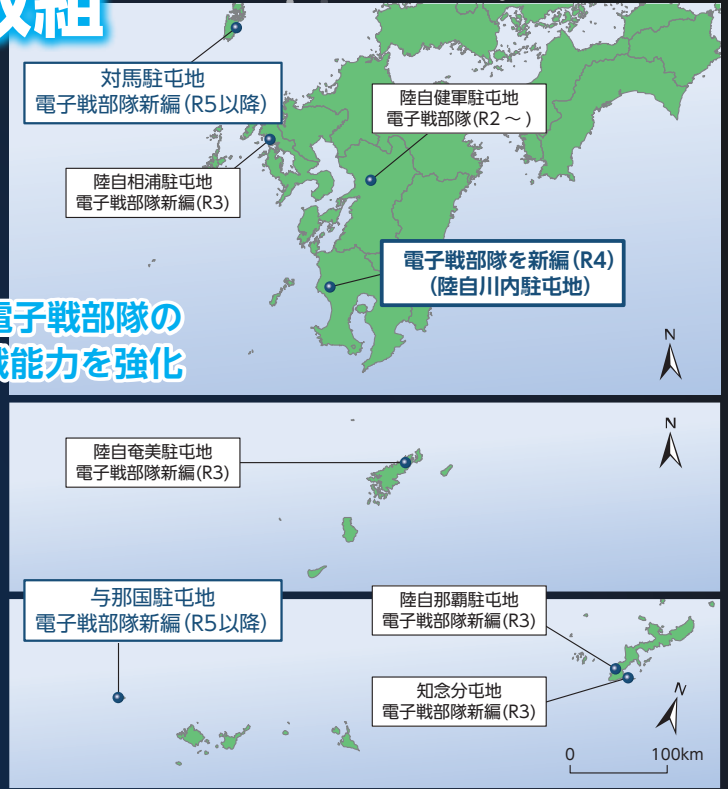 取組
対馬駐屯地
電子戦部隊新編(R5以降)
陸自健軍駐屯地
電子戦部隊(R2～)
陸自相浦駐屯地
電子戦部隊新編(R3)
電子戦部隊を新編(R4)
(陸自川内駐屯地)
電子戦部隊の
能力を強化
N
陸自奄美駐屯地
電子戦部隊新編(R3)
N
与那国駐屯地
電子戦部隊新編(R5以降)
陸自那覇駐屯地
電子戦部隊新編(R3)
知念分屯地
電子戦部隊新編(R3)
N
0 100km